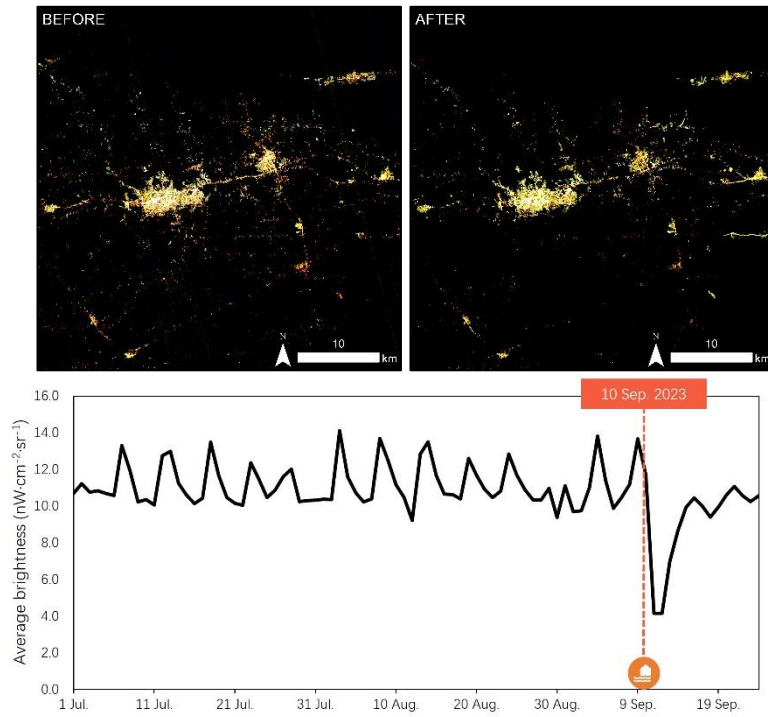 BEFORE
AFTER
N
10
km
N
10
km
10 Sep. 2023
Average brightness (nW·cm⁻²·sr⁻¹)
16.0
14.0
12.0
10.0
8.0
6.0
4.0
2.0
0.0
1 Jul.
11 Jul.
21 Jul.
31 Jul.
10 Aug.
20 Aug.
30 Aug.
9 Sep.
19 Sep.